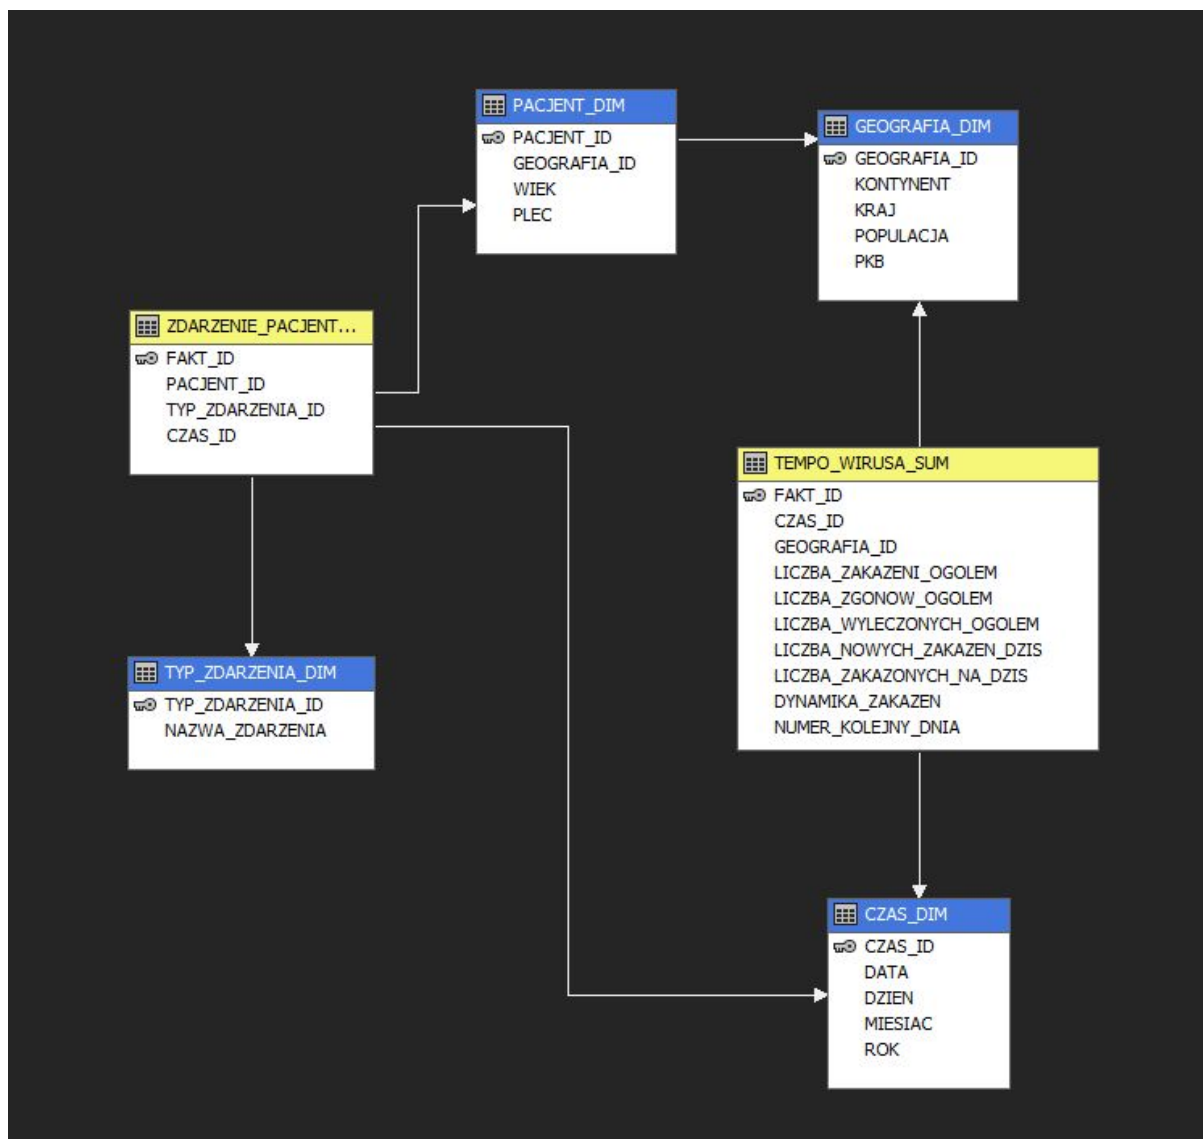 PACJENT_DIM
PACJENT_ID
GEOGRAFIA_ID
WIEK
PLEC
GEOGRAFIA_DIM
GEOGRAFIA_ID
KONTYNENT
KRAJ
POPULACJA
PKB
ZDARZENIE_PACJENT...
FAKT_ID
PACJENT_ID
TYP_ZDARZENIA_ID
CZAS_ID
TEMPO_WIRUSA_SUM
FAKT_ID
CZAS_ID
GEOGRAFIA_ID
LICZBA_ZAKAZENI_OGOLEM
LICZBA_ZGONOW_OGOLEM
LICZBA_WYLECZONYCH_OGOLEM
LICZBA_NOWYCH_ZAKAZEN_DZIS
LICZBA_ZAKAZONYCH_NA_DZIS
DYNAMIKA_ZAKAZEN
NUMER_KOLEJNY_DNIA
TYP_ZDARZENIA_DIM
TYP_ZDARZENIA_ID
NAZWA_ZDARZENIA
CZAS_DIM
CZAS_ID
DATA
DZIEN
MIESIAC
ROK